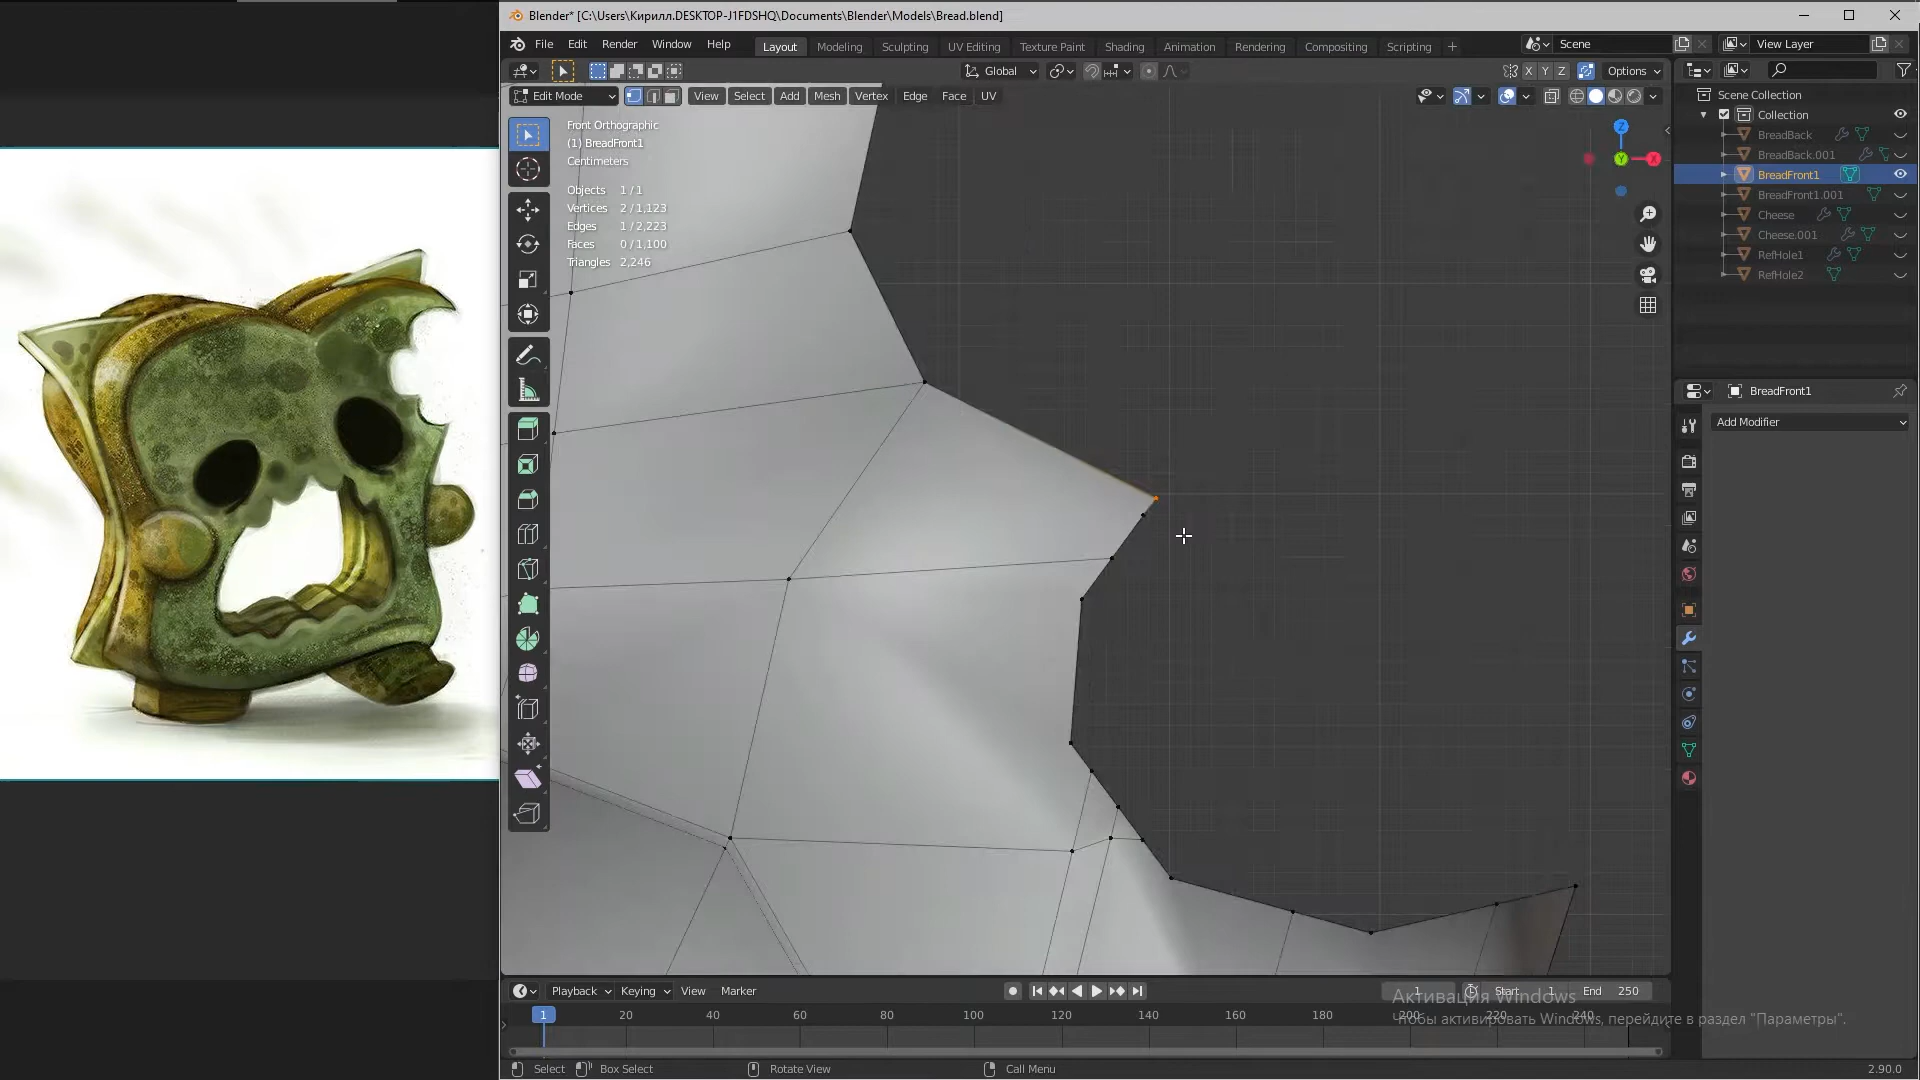 Blender* [C:\Users\Кирилл.DESKTOP-J1FDSHQ\Documents\Blender\Models\Bread.blend]
File Edit Render Window Help Layout Modeling Sculpting UV Editing Texture Paint Shading Animation Rendering Compositing Scripting + Scene View Layer
Global X Y Z Options
Edit Mode View Select Add Mesh Vertex Edge Face UV
Front Orthographic
(1) BreadFront1
Centimeters
Objects 1/1
Vertices 2/1,123
Edges 1/2,223
Faces 0/1,100
Triangles 2,246
Z
Y
X
Scene Collection
Collection
BreadBack
BreadBack.001
BreadFront1
BreadFront1.001
Cheese
Cheese.001
RefHole1
RefHole2
BreadFront1
Add Modifier
Playback Keying View Marker 1 Start 1 End 250
1 20 40 60 80 100 120 140 160 180 200 220 240
Активация Windows
Чтобы активировать Windows, перейдите в раздел "Параметры".
Select Box Select Rotate View Call Menu 2.90.0